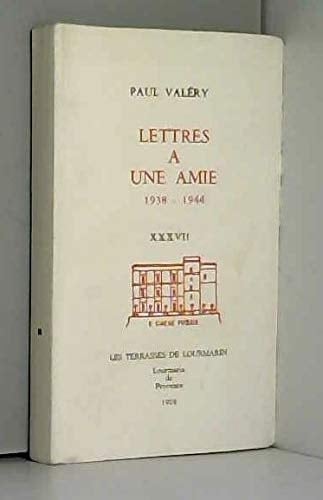 PAUL VALÉRY
LETTRES
A
UNE AMIE
1938 - 1944
XXXVII
LES TERRASSES DE LOURMARIN
Lourmarin
de
Provence